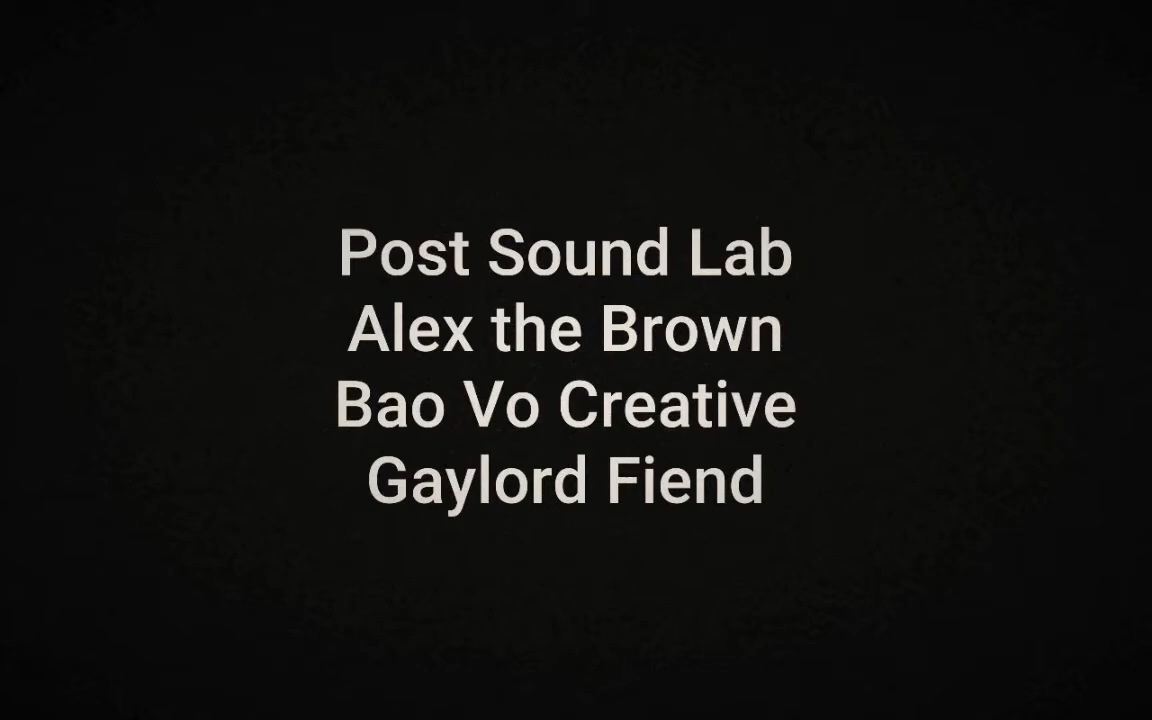 Post Sound Lab
Alex the Brown
Bao Vo Creative
Gaylord Fiend